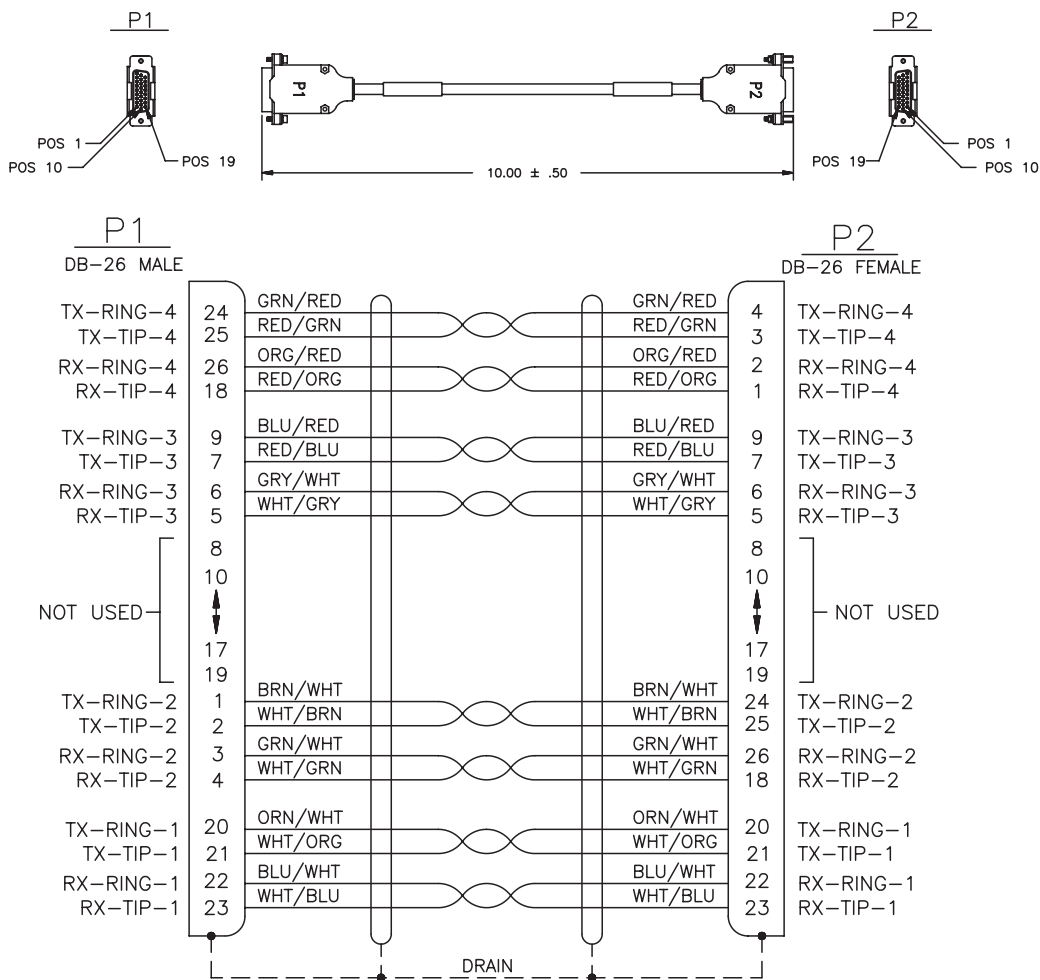 P1 P2
POS 1
POS 10
POS 19
P1
P2
POS 19
POS 1
POS 10
10.00 ± .50
P1 P2
DB-26 MALE DB-26 FEMALE
TX-RING-4 24 GRN/RED GRN/RED 4 TX-RING-4
TX-TIP-4 25 RED/GRN RED/GRN 3 TX-TIP-4
RX-RING-4 26 ORG/RED ORG/RED 2 RX-RING-4
RX-TIP-4 18 RED/ORG RED/ORG 1 RX-TIP-4
TX-RING-3 9 BLU/RED BLU/RED 9 TX-RING-3
TX-TIP-3 7 RED/BLU RED/BLU 7 TX-TIP-3
RX-RING-3 6 GRY/WHT GRY/WHT 6 RX-RING-3
RX-TIP-3 5 WHT/GRY WHT/GRY 5 RX-TIP-3
8 8
10 10
NOT USED NOT USED
17 17
19 19
TX-RING-2 1 BRN/WHT BRN/WHT 24 TX-RING-2
TX-TIP-2 2 WHT/BRN WHT/BRN 25 TX-TIP-2
RX-RING-2 3 GRN/WHT GRN/WHT 26 RX-RING-2
RX-TIP-2 4 WHT/GRN WHT/GRN 18 RX-TIP-2
TX-RING-1 20 ORN/WHT ORN/WHT 20 TX-RING-1
TX-TIP-1 21 WHT/ORG WHT/ORG 21 TX-TIP-1
RX-RING-1 22 BLU/WHT BLU/WHT 22 RX-RING-1
RX-TIP-1 23 WHT/BLU WHT/BLU 23 RX-TIP-1
DRAIN